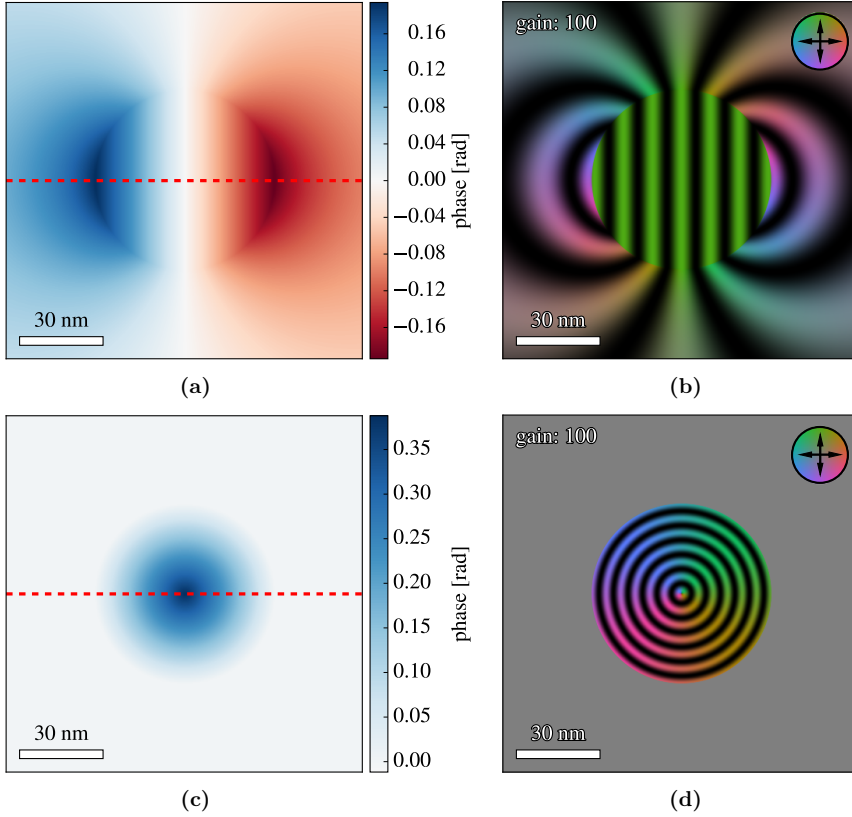 0.16
0.12
0.08
0.04
0.00
−0.04
−0.08
−0.12
−0.16
phase [rad]
30 nm
(a)
gain: 100
30 nm
(b)
0.35
0.30
0.25
0.20
0.15
0.10
0.05
0.00
phase [rad]
30 nm
(c)
gain: 100
30 nm
(d)